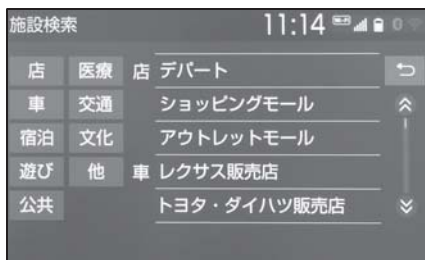 施設検索 11:14
店 医療 店 デパート
車 交通 ショッピングモール
宿泊 文化 アウトレットモール
遊び 他 車 レクサス販売店
公共 トヨタ・ダイハツ販売店